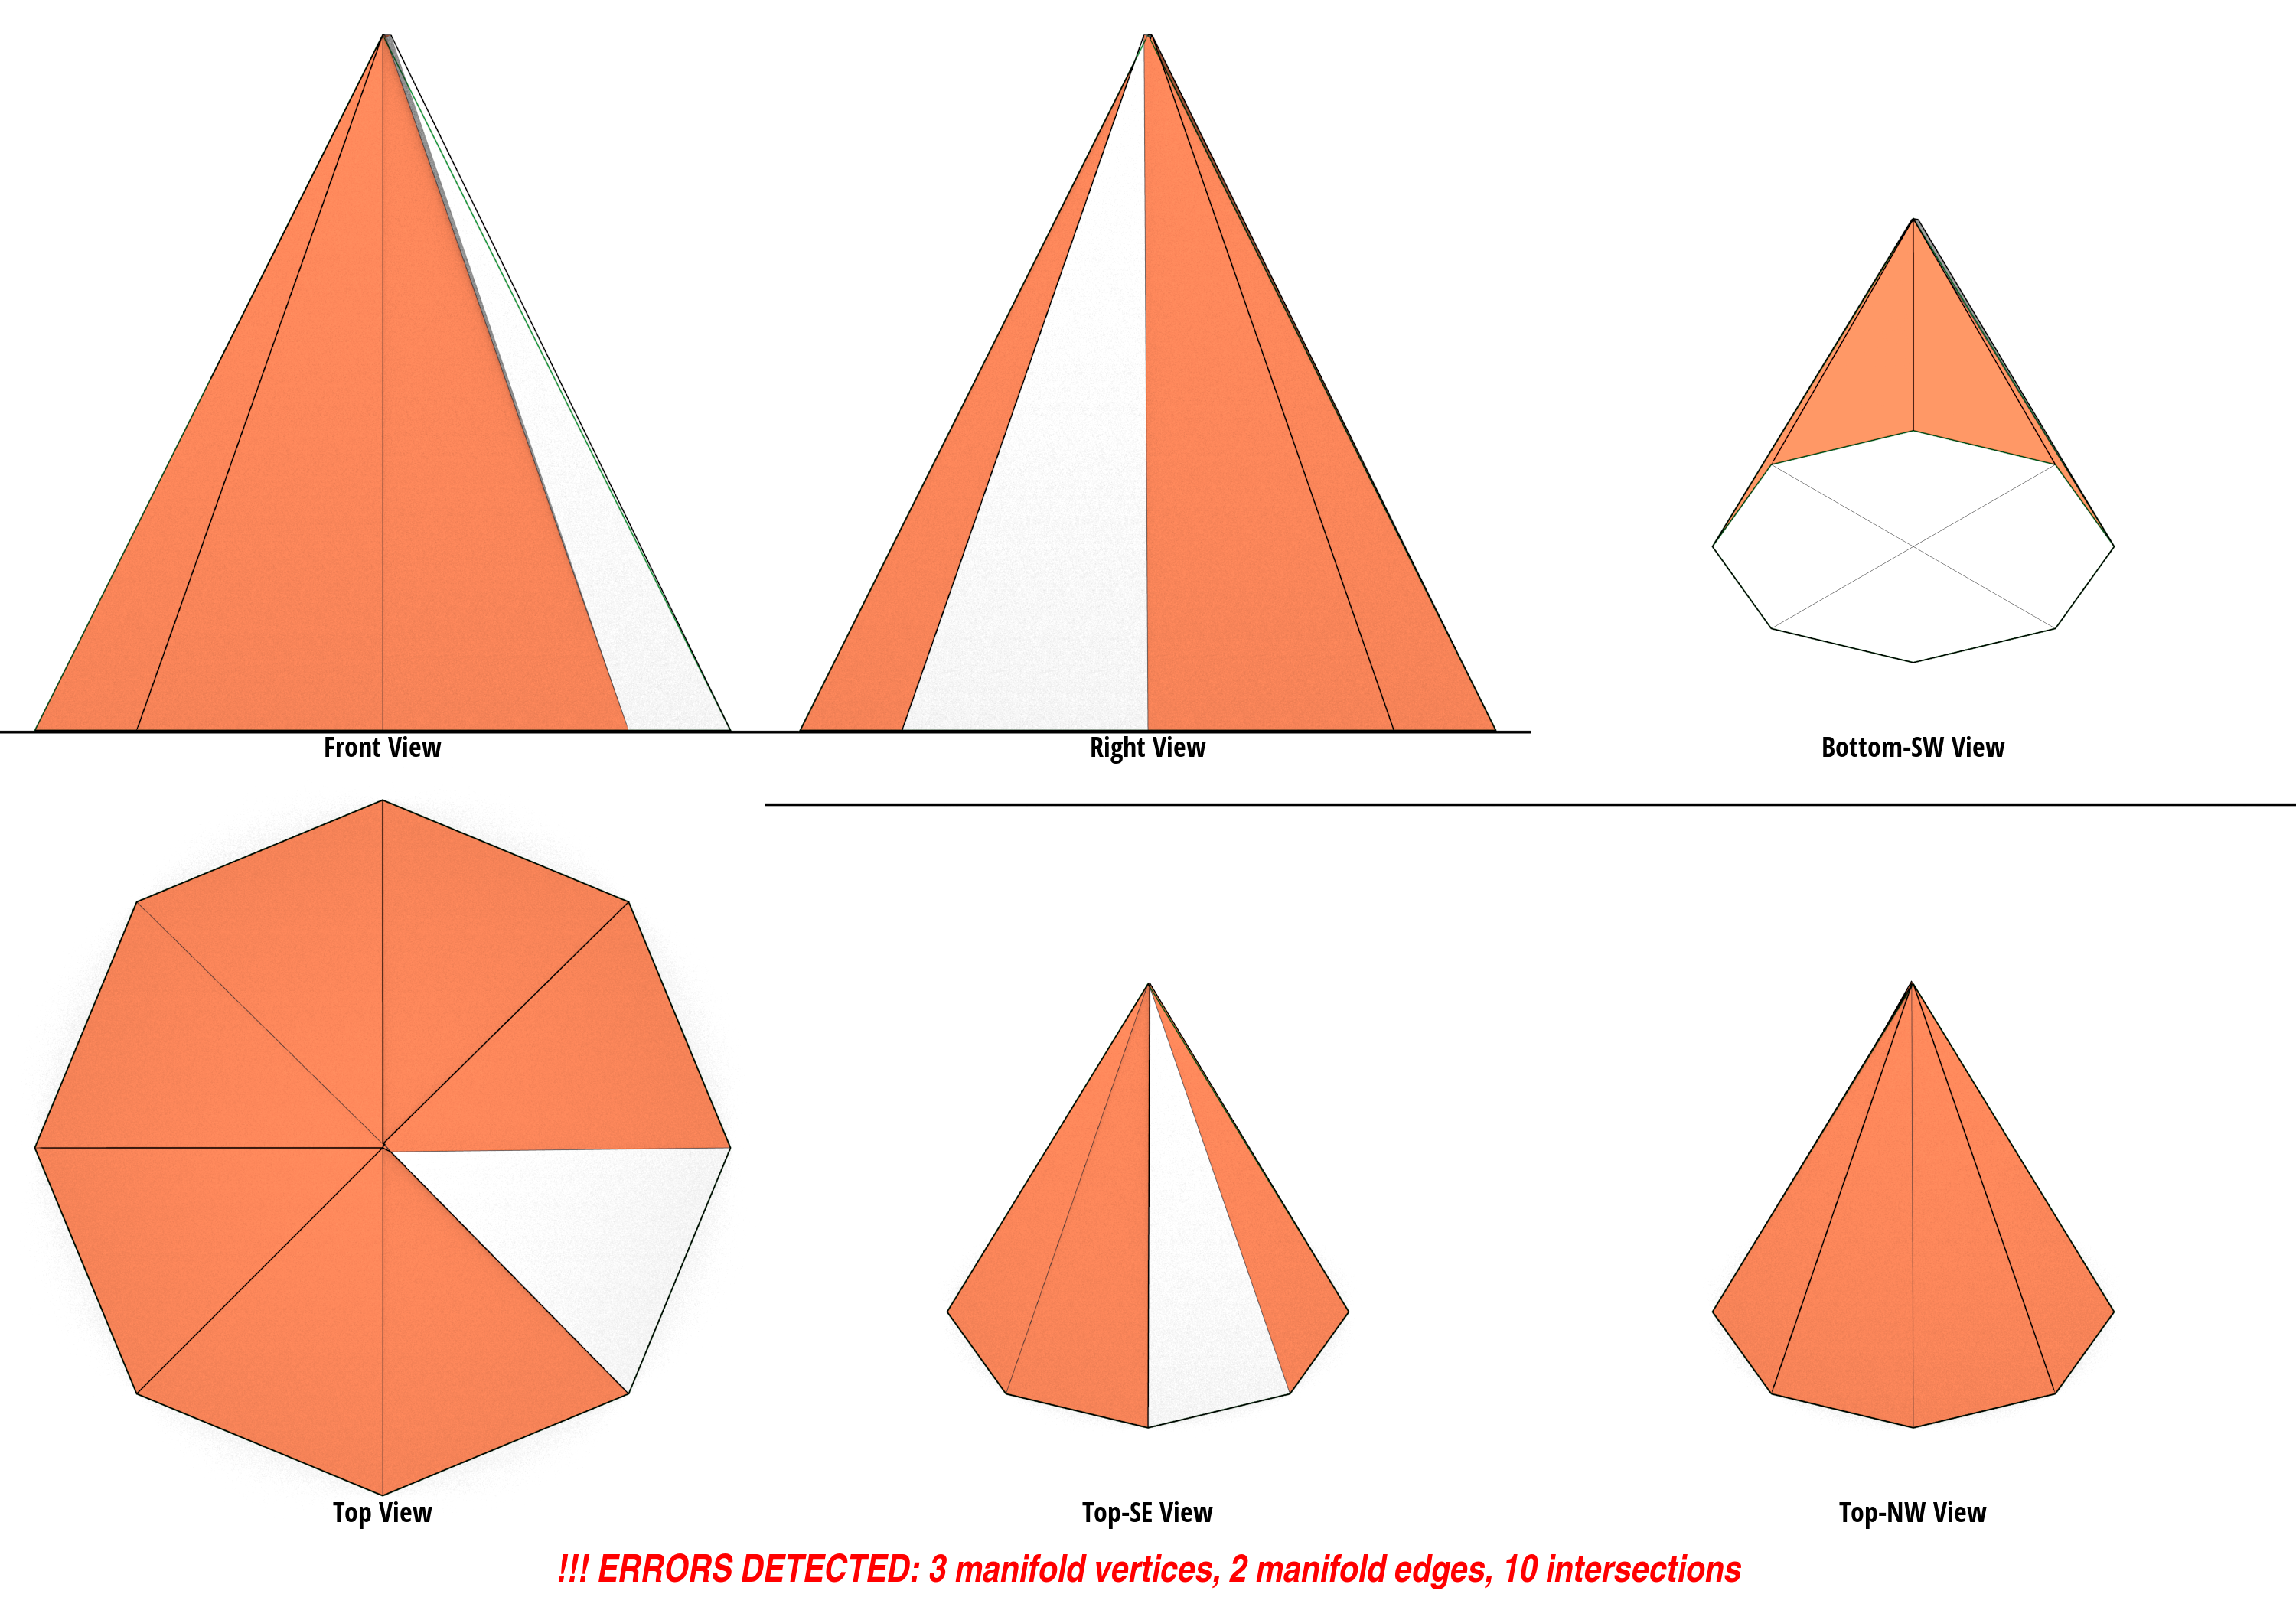 Front View
Right View
Bottom-SW View
Top View
Top-SE View
Top-NW View
!!! ERRORS DETECTED: 3 manifold vertices, 2 manifold edges, 10 intersections